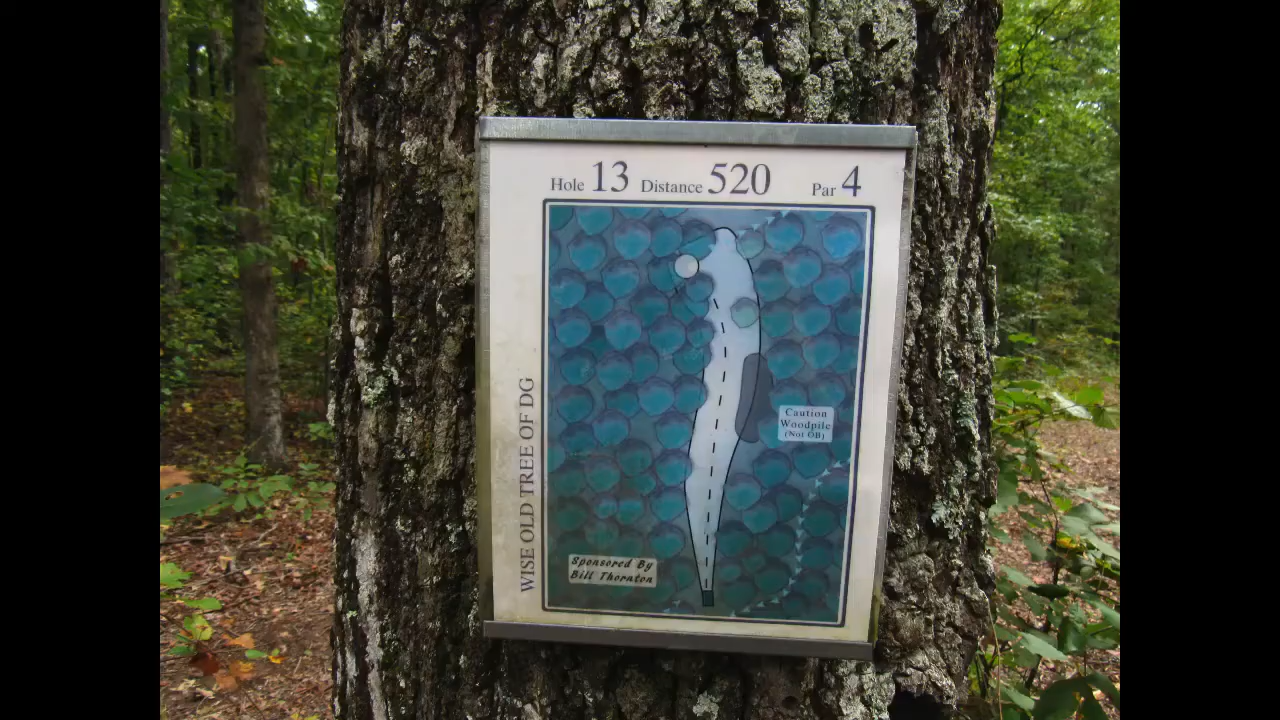 Hole 13 Distance 520 Par 4
WISE OLD TREE OF DG
Caution
Woodpile
(Not OB)
Sponsored By
Bill Thornton